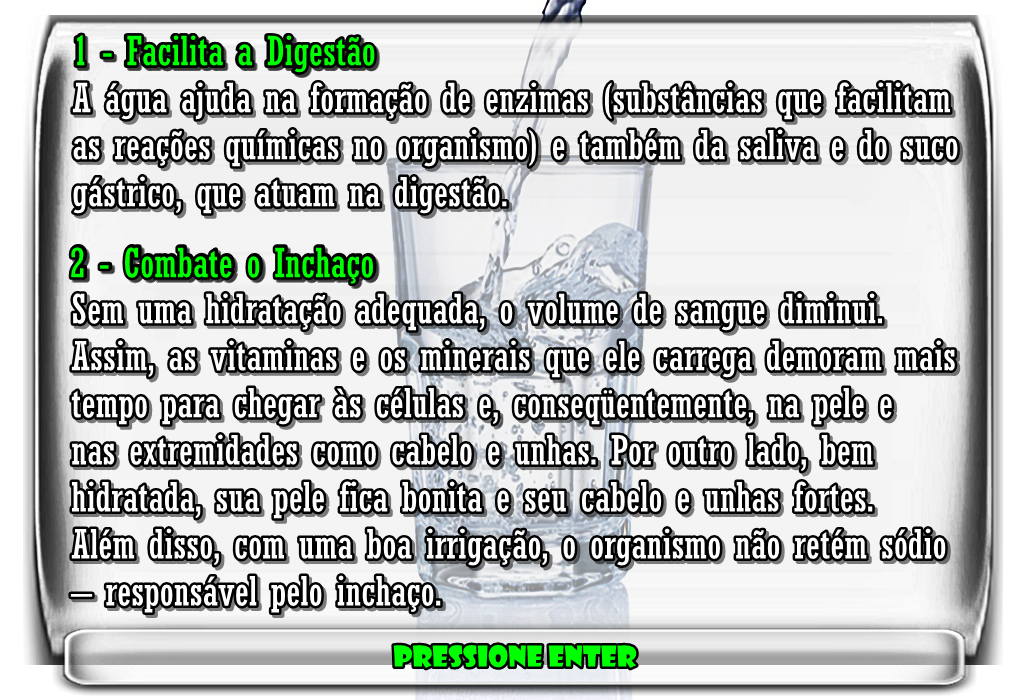 1 - Facilita a Digestão
A água ajuda na formação de enzimas (substâncias que facilitam
as reações químicas no organismo) e também da saliva e do suco
gástrico, que atuam na digestão.
2 - Combate o Inchaço
Sem uma hidratação adequada, o volume de sangue diminui.
Assim, as vitaminas e os minerais que ele carrega demoram mais
tempo para chegar às células e, conseqüentemente, na pele e
nas extremidades como cabelo e unhas. Por outro lado, bem
hidratada, sua pele fica bonita e seu cabelo e unhas fortes.
Além disso, com uma boa irrigação, o organismo não retém sódio
– responsável pelo inchaço.
PRESSIONE ENTER